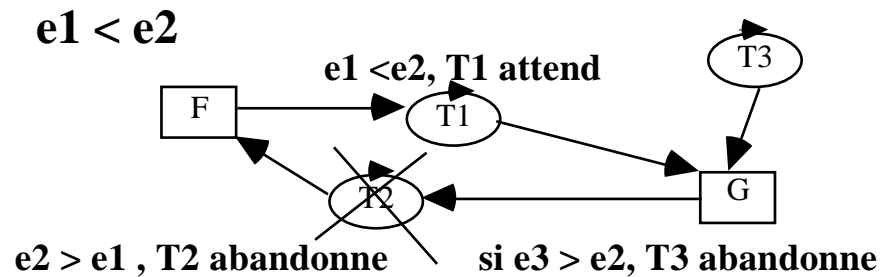 e1 < e2
T3
e1 <e2, T1 attend
F
T1
G
T2
e2 > e1 , T2 abandonne
si e3 > e2, T3 abandonne